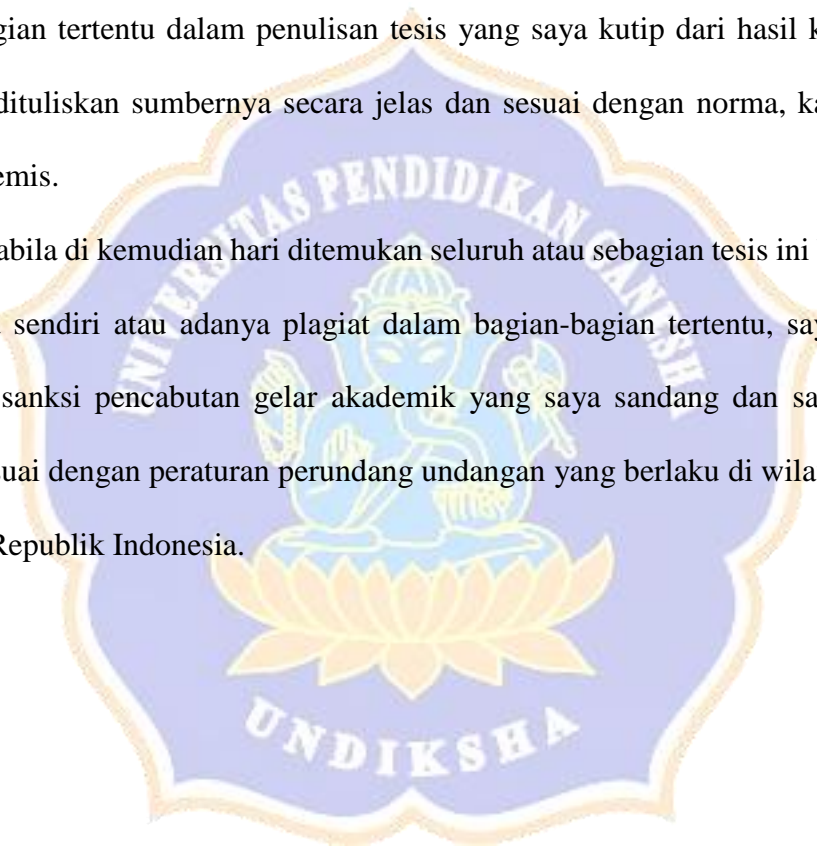 gian tertentu dalam penulisan tesis yang saya kutip dari hasil k
dituliskan sumbernya secara jelas dan sesuai dengan norma, ka
emis.
abila di kemudian hari ditemukan seluruh atau sebagian tesis ini
sendiri atau adanya plagiat dalam bagian-bagian tertentu, say
sanksi pencabutan gelar akademik yang saya sandang dan sa
suai dengan peraturan perundang undangan yang berlaku di wila
Republik Indonesia.
UNIVERSITAS PENDIDIKAN GANESHA
UNDIKSHA